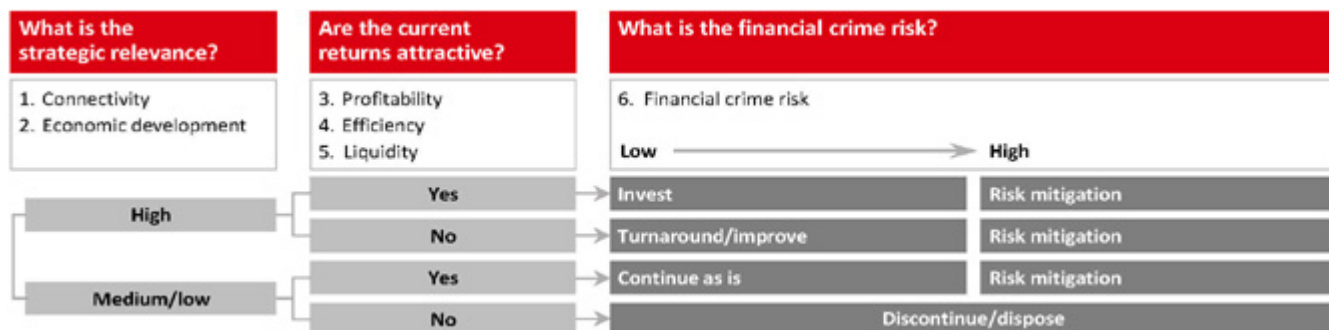 What is the
strategic relevance?
Are the current
returns attractive?
What is the financial crime risk?
1. Connectivity
2. Economic development
3. Profitability
4. Efficiency
5. Liquidity
6. Financial crime risk
Low
High
High
Yes
Invest
Risk mitigation
No
Turnaround/improve
Risk mitigation
Medium/low
Yes
Continue as is
Risk mitigation
No
Discontinue/dispose